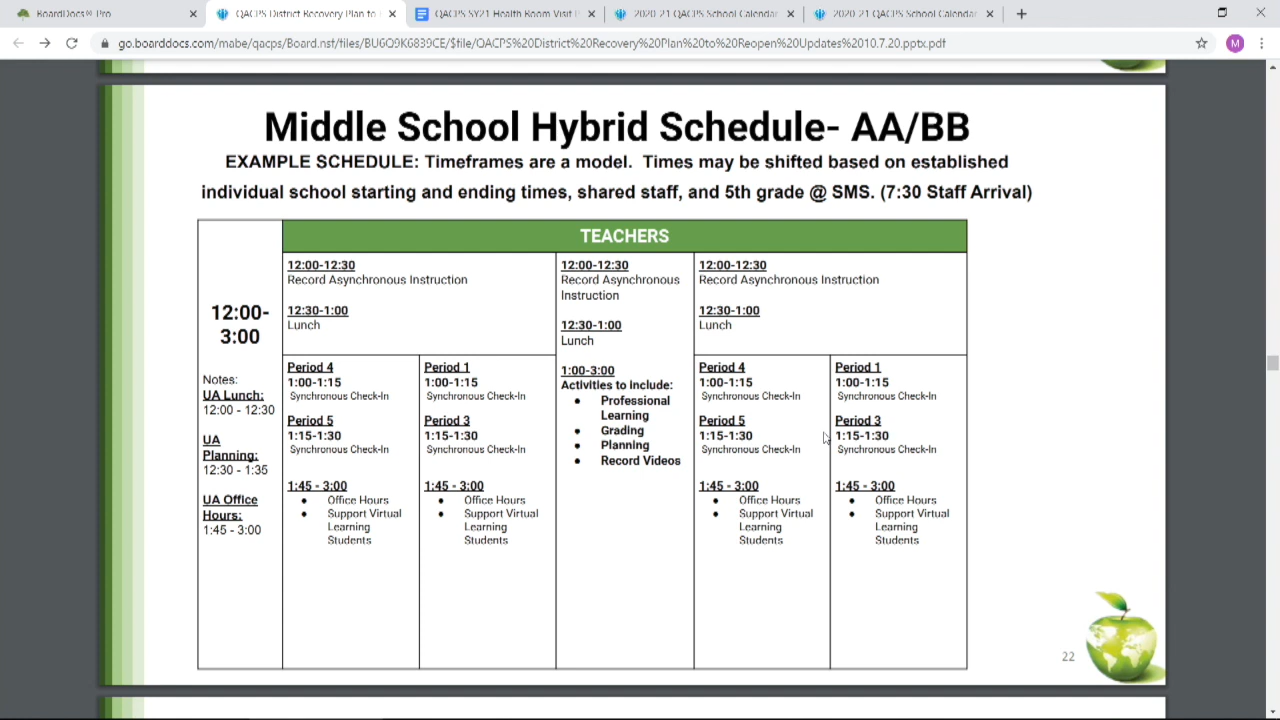 BoardDocs® Pro
QACPS District Recovery Plan to
QACPS SY21 Health Room Visit
2020-21 QACPS School Calendar
QACPS School Calendar
go.boarddocs.com/mabe/qacps/Board.nsf/files/BU6Q9K6839CE/$file/QACPS%20District%20Recovery%20Plan%20to%20Reopen%20Updates%2010.7.20.pptx.pdf
M
Middle School Hybrid Schedule- AA/BB
EXAMPLE SCHEDULE: Timeframes are a model. Times may be shifted based on established
individual school starting and ending times, shared staff, and 5th grade @ SMS. (7:30 Staff Arrival)
TEACHERS
12:00-
3:00
Notes:
UA Lunch:
12:00 - 12:30
UA
Planning:
12:30 - 1:35
UA Office
Hours:
1:45 - 3:00
12:00-12:30
Record Asynchronous Instruction
12:30-1:00
Lunch
Period 4
1:00-1:15
Synchronous Check-In
Period 5
1:15-1:30
Synchronous Check-In
1:45 - 3:00
● Office Hours
● Support Virtual
Learning
Students
Period 1
1:00-1:15
Synchronous Check-In
Period 3
1:15-1:30
Synchronous Check-In
1:45 - 3:00
● Office Hours
● Support Virtual
Learning
Students
12:00-12:30
Record Asynchronous
Instruction
12:30-1:00
Lunch
1:00-3:00
Activities to include:
● Professional
Learning
● Grading
● Planning
● Record Videos
12:00-12:30
Record Asynchronous Instruction
12:30-1:00
Lunch
Period 4
1:00-1:15
Synchronous Check-In
Period 5
1:15-1:30
Synchronous Check-In
1:45 - 3:00
● Office Hours
● Support Virtual
Learning
Students
Period 1
1:00-1:15
Synchronous Check-In
Period 3
1:15-1:30
Synchronous Check-In
1:45 - 3:00
● Office Hours
● Support Virtual
Learning
Students
22